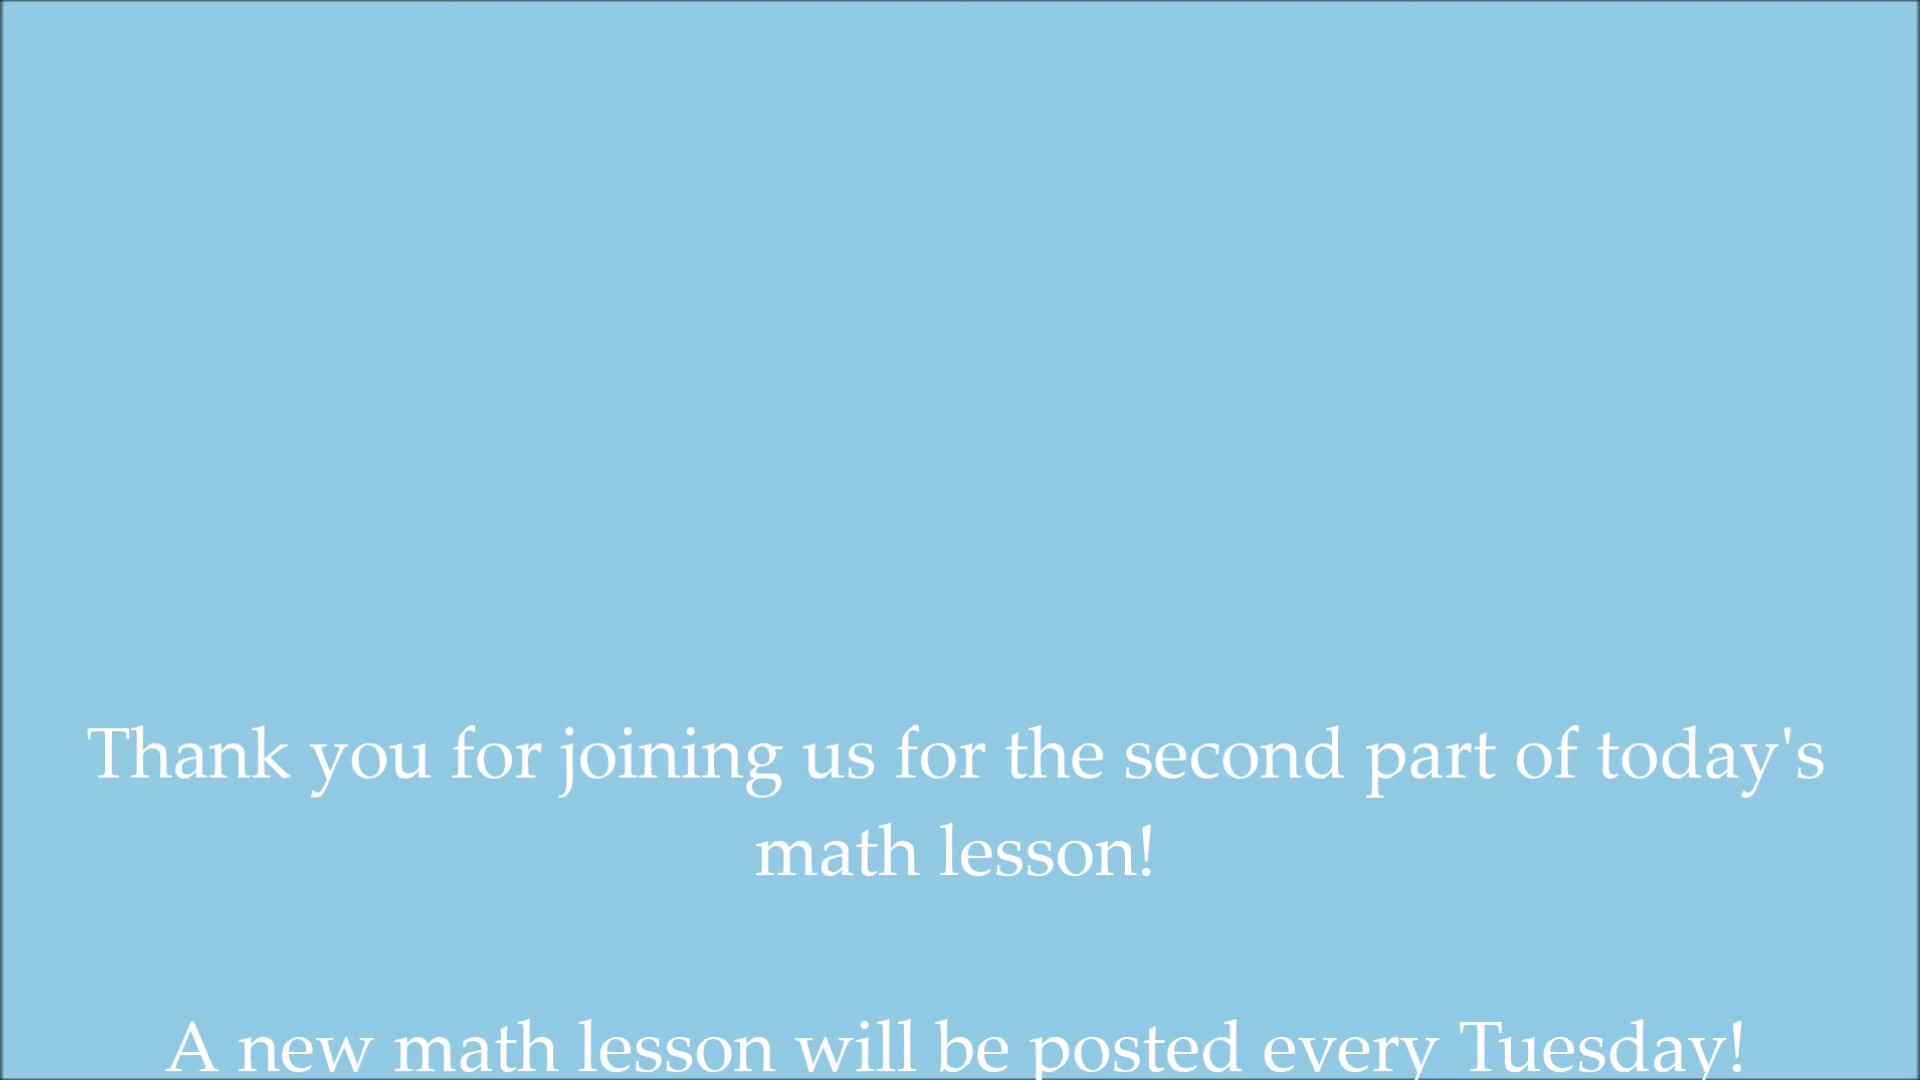 Thank you for joining us for the second part of today's
math lesson!
A new math lesson will be posted every Tuesday!